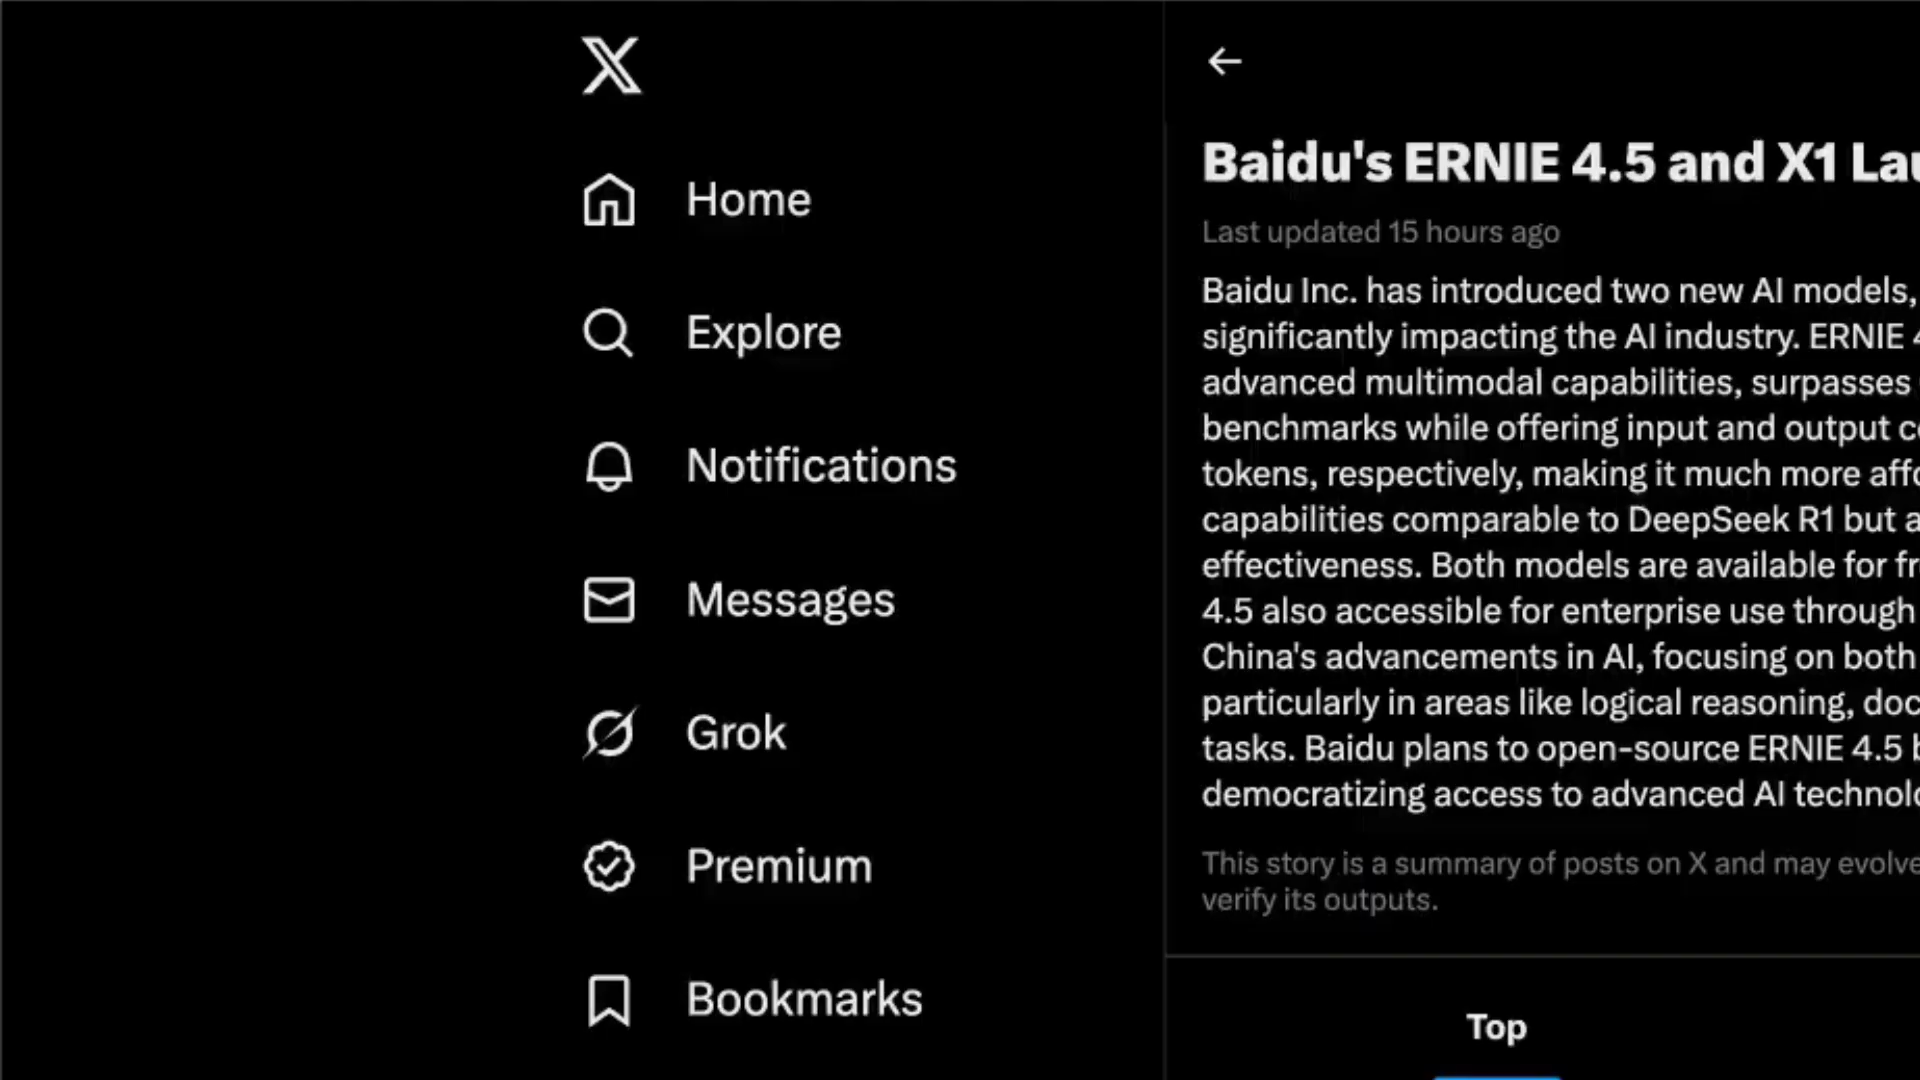 Home
Explore
Notifications
Messages
Grok
Premium
Bookmarks
Baidu's ERNIE 4.5 and X1
Last updated 15 hours ago
Baidu Inc. has introduced two new AI models,
significantly impacting the AI industry. ERNIE
advanced multimodal capabilities, surpasses
benchmarks while offering input and output
tokens, respectively, making it much more
capabilities comparable to DeepSeek R1 but
effectiveness. Both models are available for
4.5 also accessible for enterprise use through
China's advancements in AI, focusing on both
particularly in areas like logical reasoning,
tasks. Baidu plans to open-source ERNIE 4.5
democratizing access to advanced AI
This story is a summary of posts on X and may evolve
verify its outputs.
Top